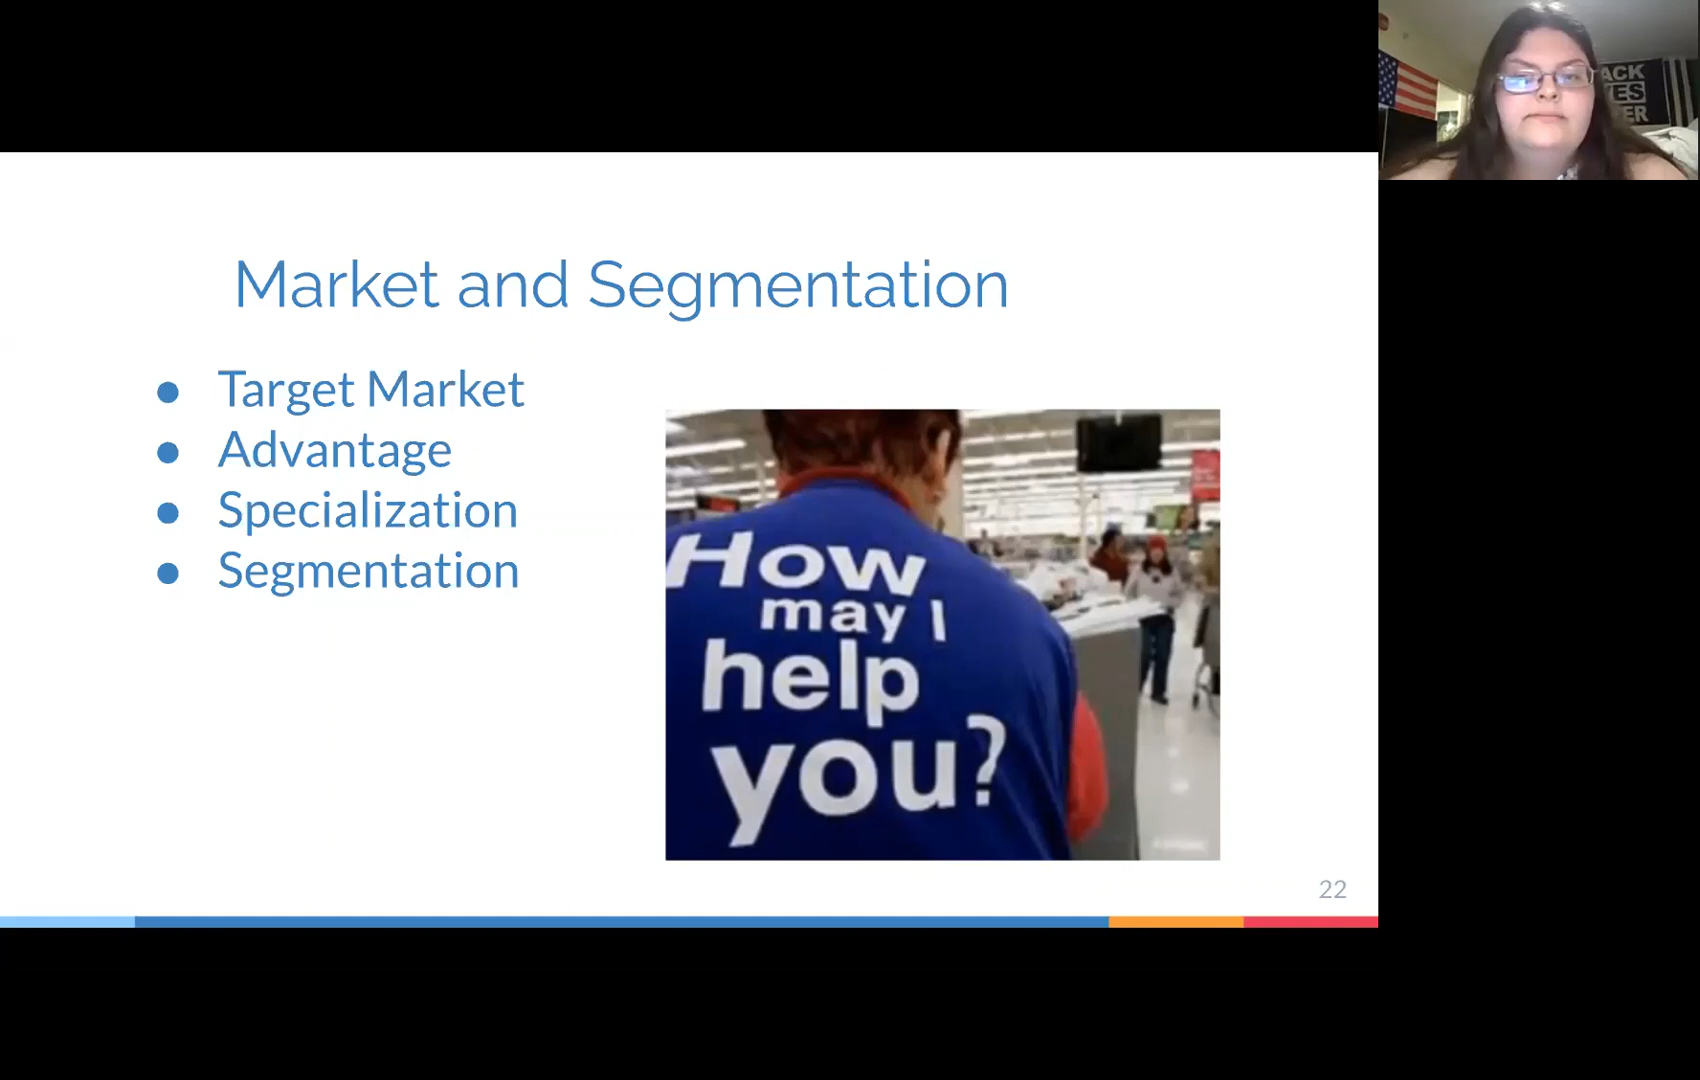 Market and Segmentation
Target Market
Advantage
Specialization
Segmentation
How
may I
help
you?
22